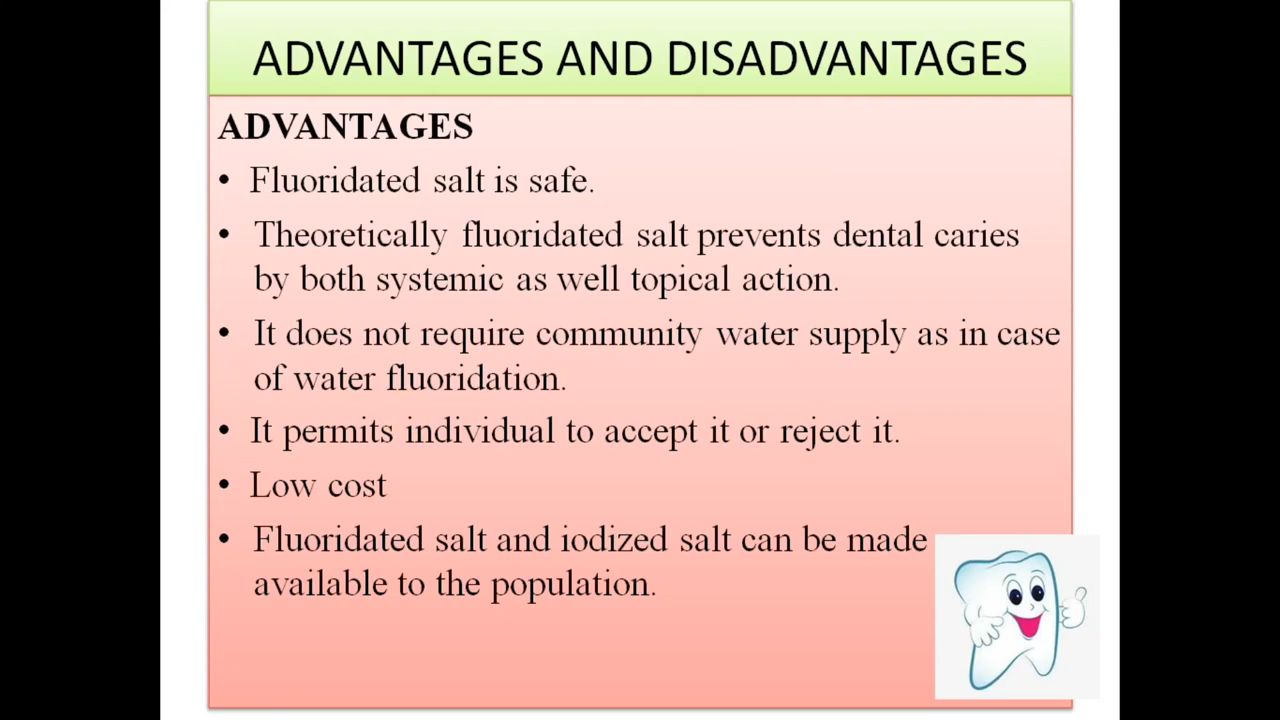 ADVANTAGES AND DISADVANTAGES
ADVANTAGES
• Fluoridated salt is safe.
• Theoretically fluoridated salt prevents dental caries
by both systemic as well topical action.
• It does not require community water supply as in case
of water fluoridation.
• It permits individual to accept it or reject it.
• Low cost
• Fluoridated salt and iodized salt can be made
available to the population.